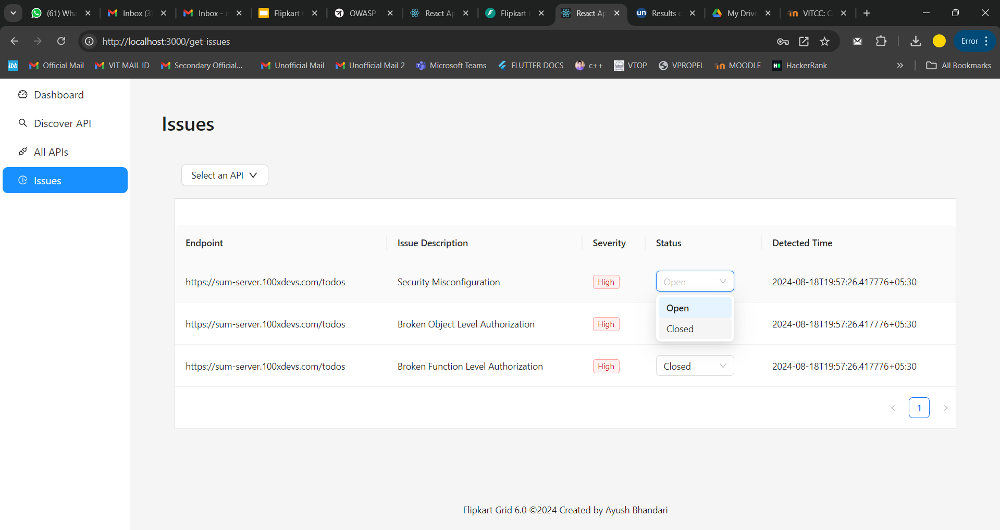 (61) Wha
Inbox (3
Inbox - a
Flipkart
OWASP
React Ap
Flipkart
React Ap
un Results
My Drive
VITCC: C
http://localhost:3000/get-issues
Error
ibb
Official Mail
VIT MAIL ID
Secondary Official...
Unofficial Mail
Unofficial Mail 2
Microsoft Teams
FLUTTER DOCS
c++
VTOP
VPROPEL
MOODLE
HackerRank
All Bookmarks
Dashboard
Discover API
All APIs
Issues
Issues
Select an API
Endpoint Issue Description Severity Status Detected Time
https://sum-server.100xdevs.com/todos Security Misconfiguration High Open 2024-08-18T19:57:26.417776+05:30
Open
Closed
https://sum-server.100xdevs.com/todos Broken Object Level Authorization High 2024-08-18T19:57:26.417776+05:30
https://sum-server.100xdevs.com/todos Broken Function Level Authorization High Closed 2024-08-18T19:57:26.417776+05:30
1
Flipkart Grid 6.0 ©2024 Created by Ayush Bhandari